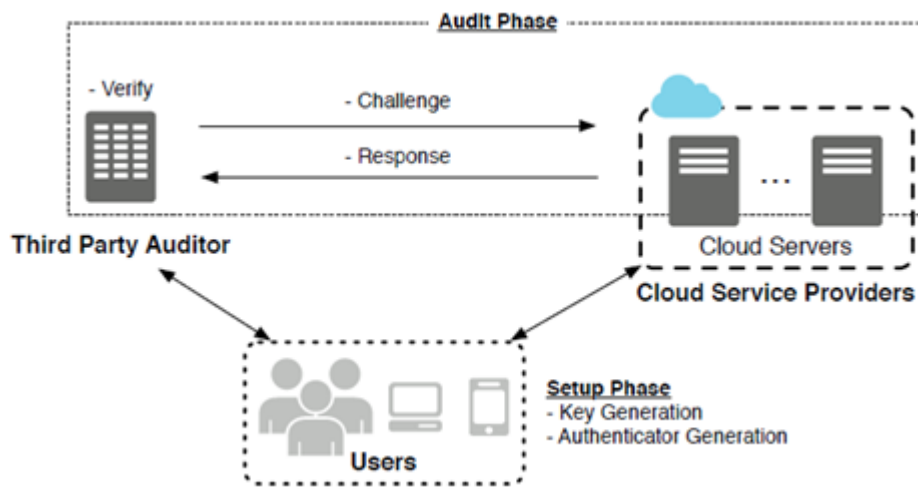 Audit Phase
- Verify
- Challenge
- Response
...
Third Party Auditor
Cloud Servers
Cloud Service Providers
Setup Phase
- Key Generation
- Authenticator Generation
Users